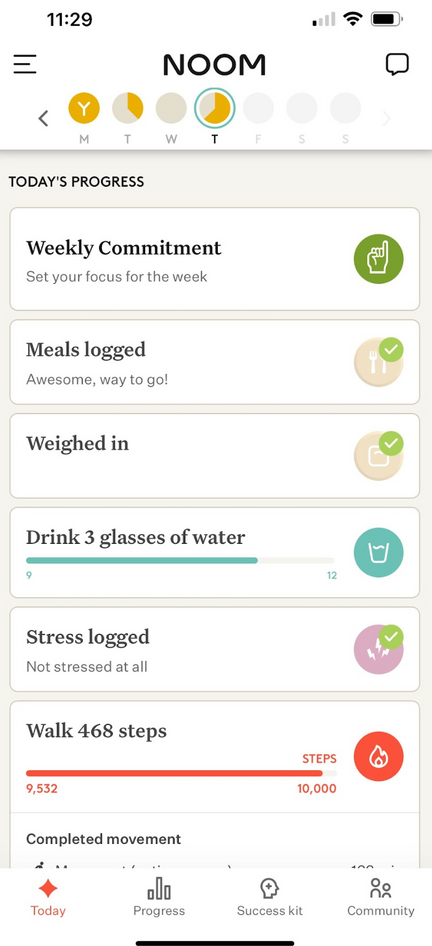 11:29
NOOM
Y
M T W T F S S
TODAY'S PROGRESS
Weekly Commitment
Set your focus for the week
Meals logged
Awesome, way to go!
Weighed in
Drink 3 glasses of water
9 12
Stress logged
Not stressed at all
Walk 468 steps
STEPS
9,532 10,000
Completed movement
Today Progress Success kit Community